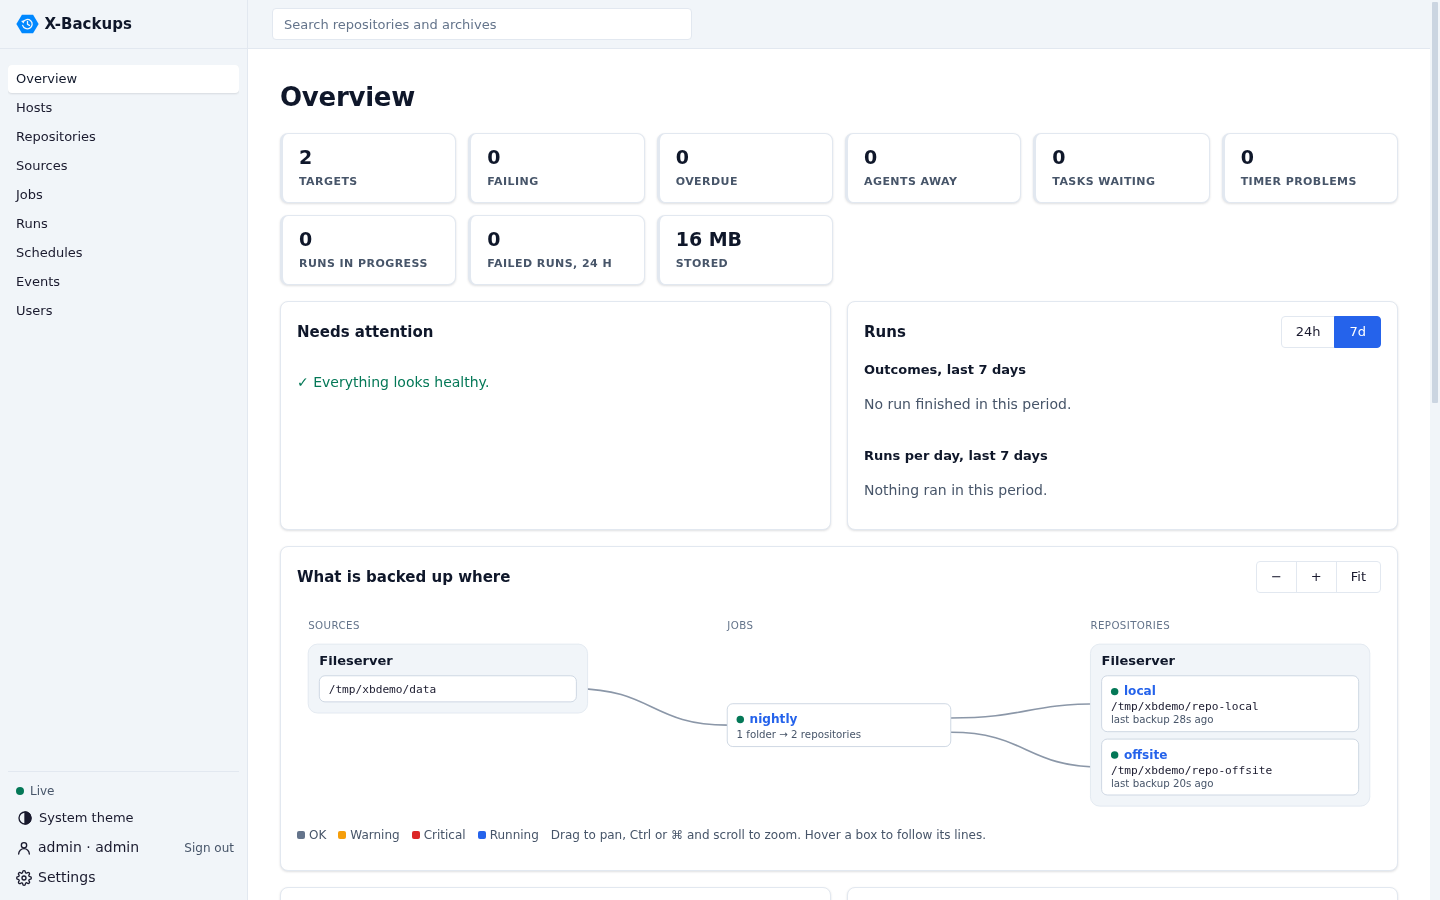 X-Backups
Search repositories and archives
Overview
Hosts
Repositories
Sources
Jobs
Runs
Schedules
Events
Users
Live
System theme
admin · admin Sign out
Settings
Overview
2
TARGETS
0
FAILING
0
OVERDUE
0
AGENTS AWAY
0
TASKS WAITING
0
TIMER PROBLEMS
0
RUNS IN PROGRESS
0
FAILED RUNS, 24 H
16 MB
STORED
Needs attention
✓ Everything looks healthy.
Runs
24h 7d
Outcomes, last 7 days
No run finished in this period.
Runs per day, last 7 days
Nothing ran in this period.
What is backed up where
− + Fit
SOURCES
Fileserver
/tmp/xbdemo/data
JOBS
nightly
1 folder → 2 repositories
REPOSITORIES
Fileserver
local
/tmp/xbdemo/repo-local
last backup 28s ago
offsite
/tmp/xbdemo/repo-offsite
last backup 20s ago
OK Warning Critical Running Drag to pan, Ctrl or ⌘ and scroll to zoom. Hover a box to follow its lines.